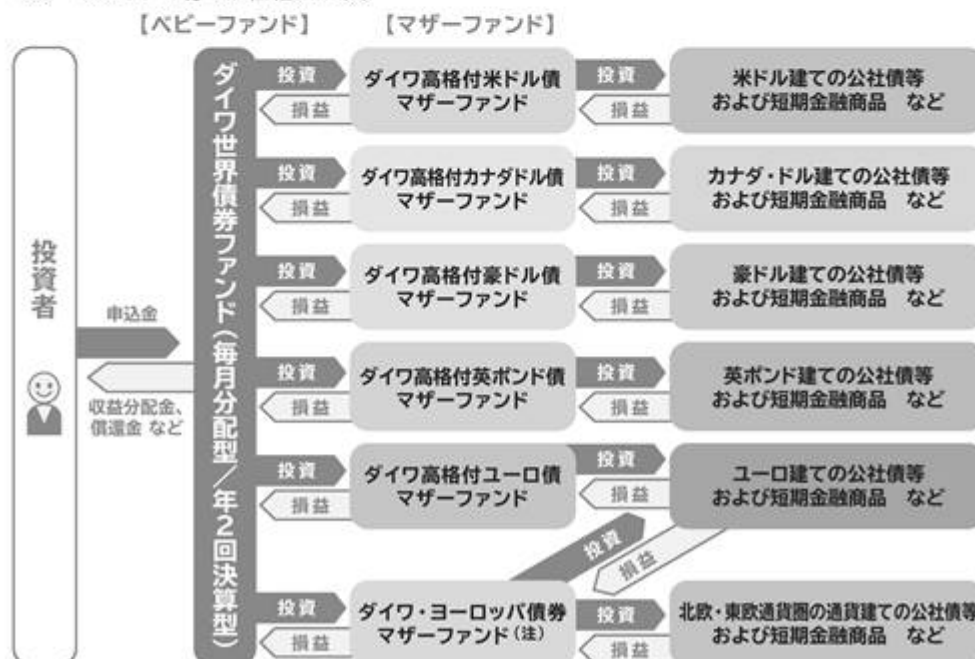 【ベビーファンド】
【マザーファンド】
投資者
申込金
収益分配金、
償還金 など
ダイワ世界債券ファンド（毎月分配型／年2回決算型）
投資
損益
ダイワ高格付米ドル債
マザーファンド
投資
損益
米ドル建ての公社債等
および短期金融商品 など
投資
損益
ダイワ高格付カナダドル債
マザーファンド
投資
損益
カナダ・ドル建ての公社債等
および短期金融商品 など
投資
損益
ダイワ高格付豪ドル債
マザーファンド
投資
損益
豪ドル建ての公社債等
および短期金融商品 など
投資
損益
ダイワ高格付英ポンド債
マザーファンド
投資
損益
英ポンド建ての公社債等
および短期金融商品 など
投資
損益
ダイワ高格付ユーロ債
マザーファンド
投資
損益
ユーロ建ての公社債等
および短期金融商品 など
投資
損益
投資
損益
ダイワ・ヨーロッパ債券
マザーファンド（注）
投資
損益
北欧・東欧通貨圏の通貨建ての公社債等
および短期金融商品 など